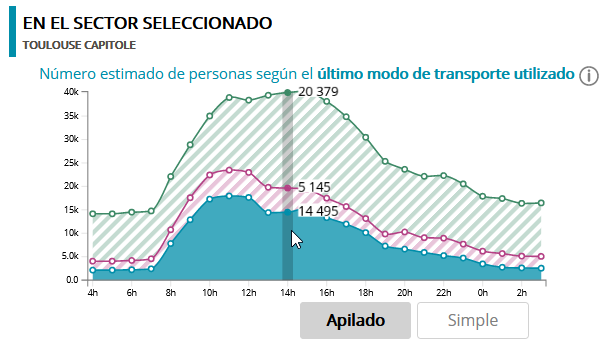 EN EL SECTOR SELECCIONADO
TOULOUSE CAPITOLE
Número estimado de personas según el último modo de transporte utilizado
40k
35k
30k
25k
20k
15k
10k
5.0k
0.0
20 379
5 145
14 495
4h 6h 8h 10h 12h 14h 16h 18h 20h 22h 0h 2h
Apilado Simple